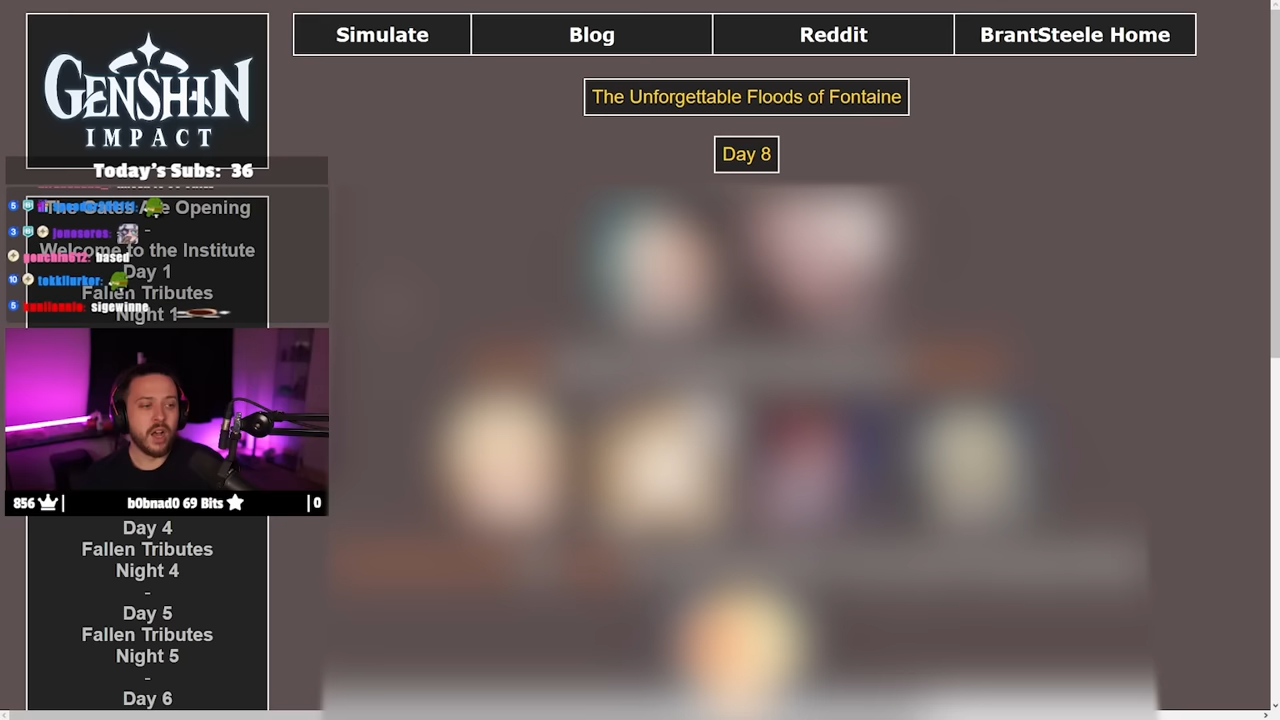 GENSHIN
IMPACT
Simulate
Blog
Reddit
BrantSteele Home
The Unforgettable Floods of Fontaine
Day 8
Today's Subs: 36
The Gates Are Opening
-
jonesoros:
Welcome to the Institute
based
Day 1
Fallen Tributes
sigewinne
Night 1
856
b0bnad0 69 Bits
0
Day 4
Fallen Tributes
Night 4
-
Day 5
Fallen Tributes
Night 5
-
Day 6